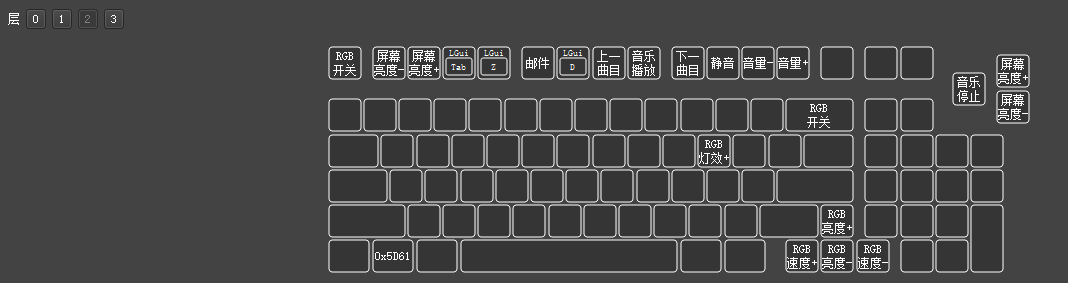 层 0 1 2 3
RGB
开关
屏幕
亮度-
屏幕
亮度+
LGui
Tab
LGui
Z
邮件
LGui
D
上一
曲目
音乐
播放
下一
曲目
静音
音量-
音量+
音乐
停止
屏幕
亮度+
屏幕
亮度-
RGB
开关
RGB
灯效+
RGB
亮度+
0x5D61
RGB
速度+
RGB
亮度-
RGB
速度-